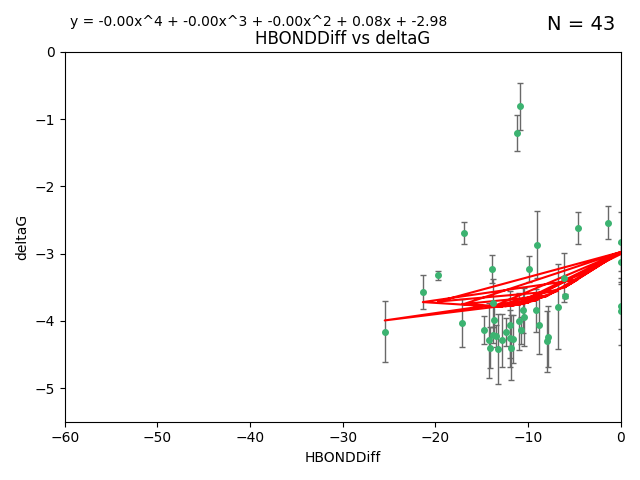 y = -0.00x^4 + -0.00x^3 + -0.00x^2 + 0.08x + -2.98
N = 43
HBONDDiff vs deltaG
0
−1
−2
−3
−4
−5
deltaG
−60 −50 −40 −30 −20 −10 0
HBONDDiff